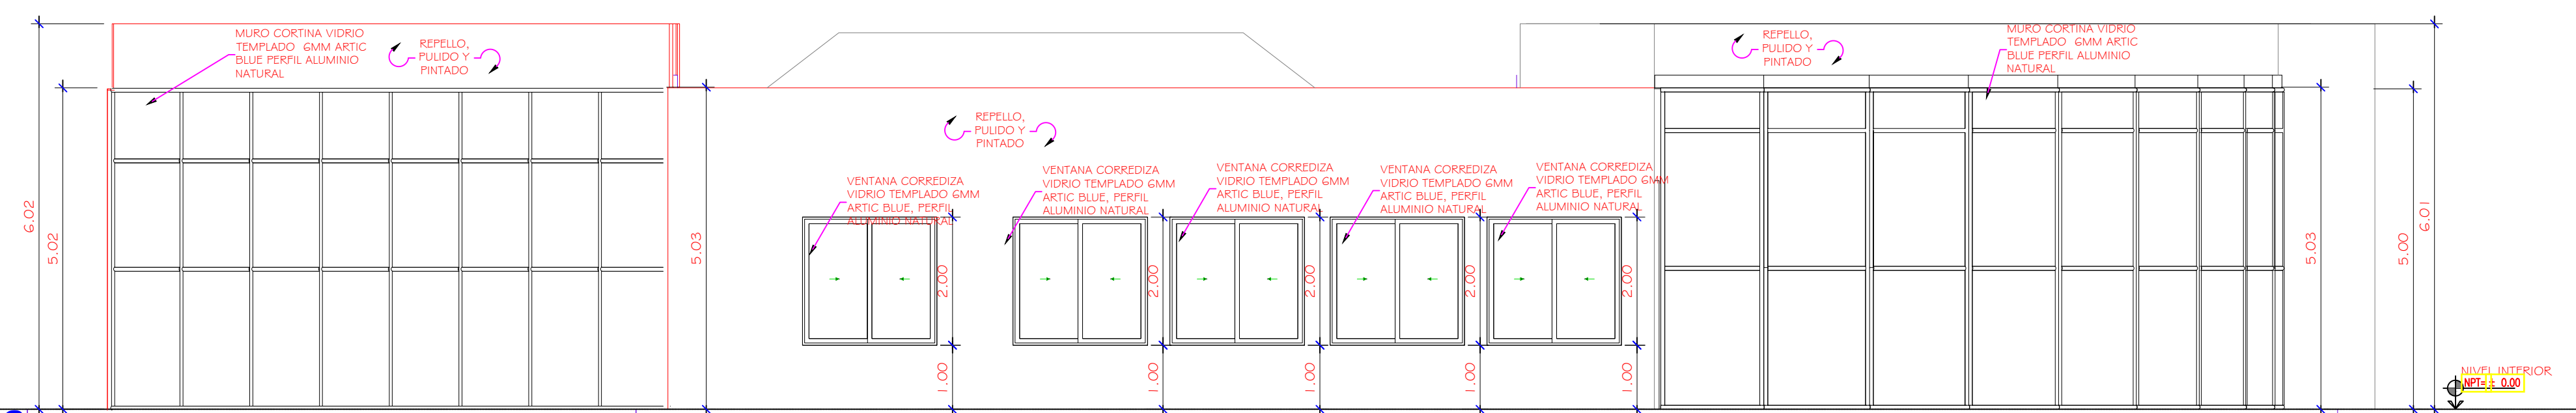 MURO CORTINA VIDRIO
TEMPLADO 6MM ARTIC
BLUE PERFIL ALUMINIO
NATURAL
REPELLO,
PULIDO Y
PINTADO
REPELLO,
PULIDO Y
PINTADO
MURO CORTINA VIDRIO
TEMPLADO 6MM ARTIC
BLUE PERFIL ALUMINIO
NATURAL
REPELLO,
PULIDO Y
PINTADO
VENTANA CORREDIZA
VIDRIO TEMPLADO 6MM
ARTIC BLUE, PERFIL
ALUMINIO NATURAL
VENTANA CORREDIZA
VIDRIO TEMPLADO 6MM
ARTIC BLUE, PERFIL
ALUMINIO NATURAL
VENTANA CORREDIZA
VIDRIO TEMPLADO 6MM
ARTIC BLUE, PERFIL
ALUMINIO NATURAL
VENTANA CORREDIZA
VIDRIO TEMPLADO 6MM
ARTIC BLUE, PERFIL
ALUMINIO NATURAL
VENTANA CORREDIZA
VIDRIO TEMPLADO 6MM
ARTIC BLUE, PERFIL
ALUMINIO NATURAL
6.02
5.02
5.03
2.00
2.00
2.00
2.00
2.00
1.00
1.00
1.00
1.00
1.00
5.03
5.00
6.01
NIVEL INTERIOR
NPT= ± 0.00